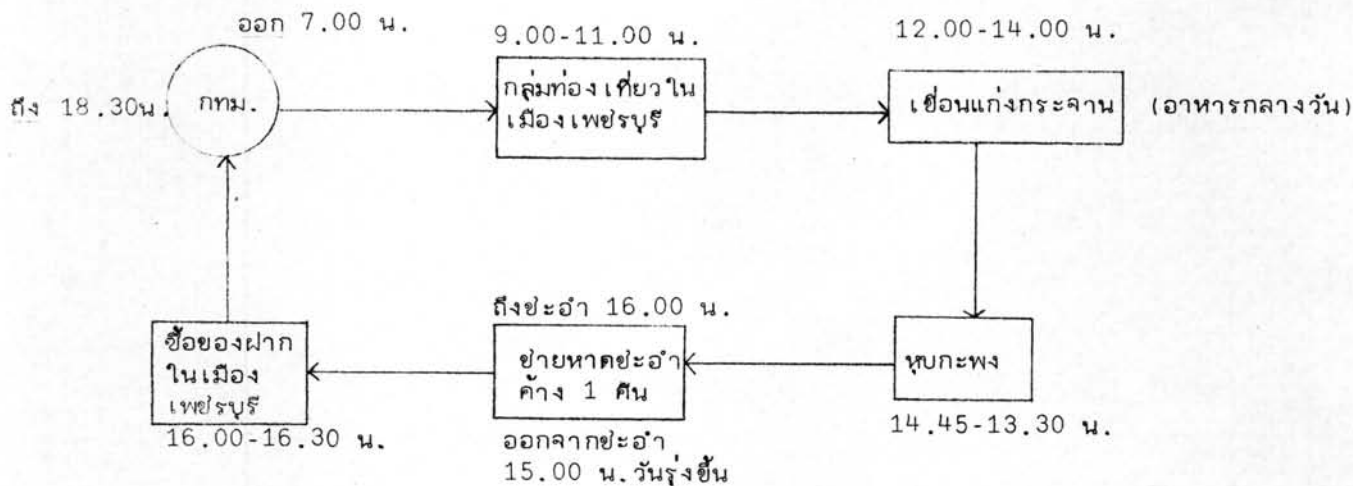 ออก 7.00 น.
ถึง 18.30น.
กทม.
9.00-11.00 น.
กลุ่มท่องเที่ยวใน
เมืองเพชรบุรี
12.00-14.00 น.
เขื่อนแก่งกระจาน
(อาหารกลางวัน)
หุบกะพง
14.45-13.30 น.
ถึงชะอำ 16.00 น.
ชายหาดชะอำ
ค้าง 1 คืน
ออกจากชะอำ
15.00 น.วันรุ่งขึ้น
ซื้อของฝาก
ในเมือง
เพชรบุรี
16.00-16.30 น.